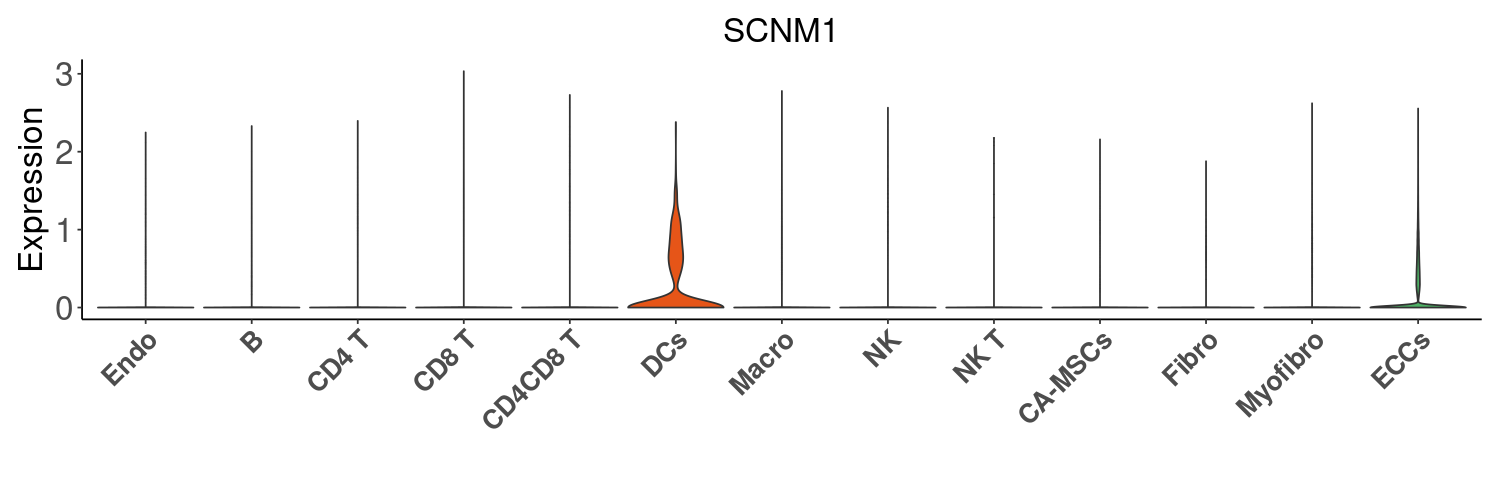 SCNM1
Expression
3
2
1
0
Endo
B
CD4 T
CD8 T
CD4CD8 T
DCs
Macro
NK
NK T
CA-MSCs
Fibro
Myofibro
ECCs